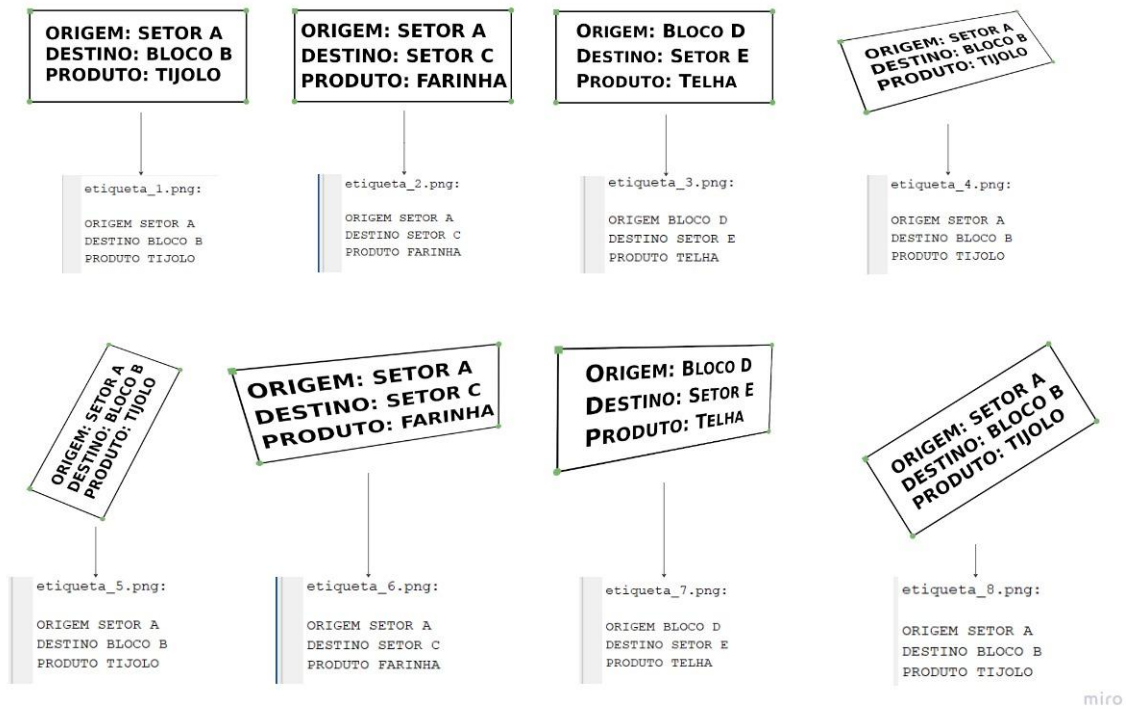 ORIGEM: SETOR A
DESTINO: BLOCO B
PRODUTO: TIJOLO
etiqueta_1.png:
ORIGEM SETOR A
DESTINO BLOCO B
PRODUTO TIJOLO
ORIGEM: SETOR A
DESTINO: SETOR C
PRODUTO: FARINHA
etiqueta_2.png:
ORIGEM SETOR A
DESTINO SETOR C
PRODUTO FARINHA
ORIGEM: BLOCO D
DESTINO: SETOR E
PRODUTO: TELHA
etiqueta_3.png:
ORIGEM BLOCO D
DESTINO SETOR E
PRODUTO TELHA
ORIGEM: SETOR A
DESTINO: BLOCO B
PRODUTO: TIJOLO
etiqueta_4.png:
ORIGEM SETOR A
DESTINO BLOCO B
PRODUTO TIJOLO
ORIGEM: SETOR A
DESTINO: BLOCO B
PRODUTO: TIJOLO
etiqueta_5.png:
ORIGEM SETOR A
DESTINO BLOCO B
PRODUTO TIJOLO
ORIGEM: SETOR A
DESTINO: SETOR C
PRODUTO: FARINHA
etiqueta_6.png:
ORIGEM SETOR A
DESTINO SETOR C
PRODUTO FARINHA
ORIGEM: BLOCO D
DESTINO: SETOR E
PRODUTO: TELHA
etiqueta_7.png:
ORIGEM BLOCO D
DESTINO SETOR E
PRODUTO TELHA
ORIGEM: SETOR A
DESTINO: BLOCO B
PRODUTO: TIJOLO
etiqueta_8.png:
ORIGEM SETOR A
DESTINO BLOCO B
PRODUTO TIJOLO
miro